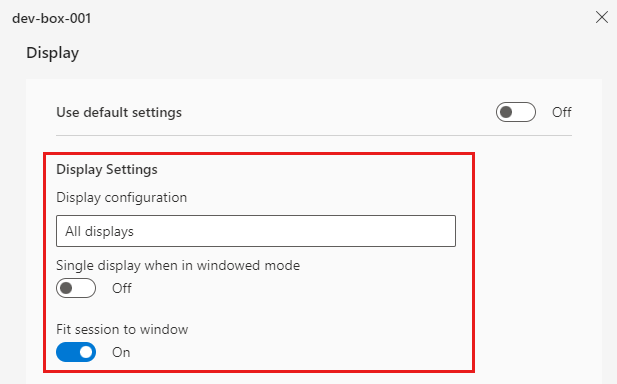 dev-box-001
Display
Use default settings Off
Display Settings
Display configuration
All displays
Single display when in windowed mode
Off
Fit session to window
On